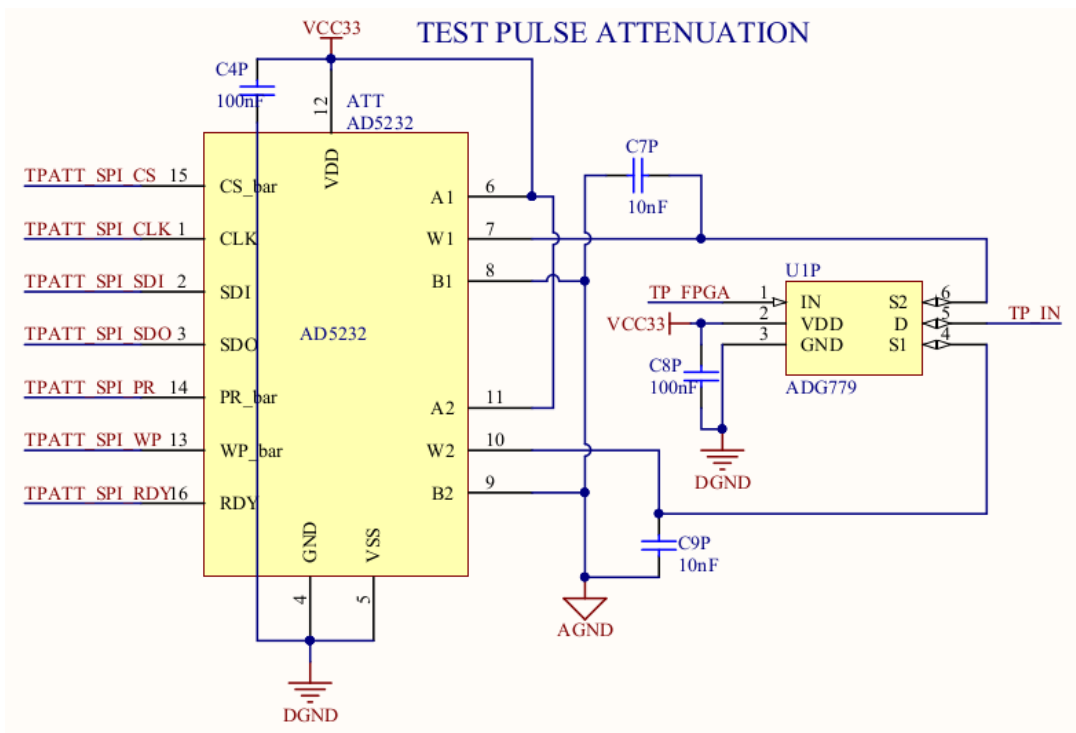 TEST PULSE ATTENUATION
VCC33
C4P
100nF
12
ATT
AD5232
VDD
TPATT_SPI_CS 15
CS_bar
TPATT_SPI_CLK 1
CLK
TPATT_SPI_SDI 2
SDI
TPATT_SPI_SDO 3
SDO
TPATT_SPI_PR 14
PR_bar
TPATT_SPI_WP 13
WP_bar
TPATT_SPI_RDY 16
RDY
AD5232
A1
6
W1
7
B1
8
A2
11
W2
10
B2
9
GND
VSS
4
5
DGND
C7P
10nF
U1P
TP_FPGA
1
IN
S2
6
VCC33
2
VDD
D
5
TP_IN
3
GND
S1
4
C8P
100nF
ADG779
DGND
C9P
10nF
AGND